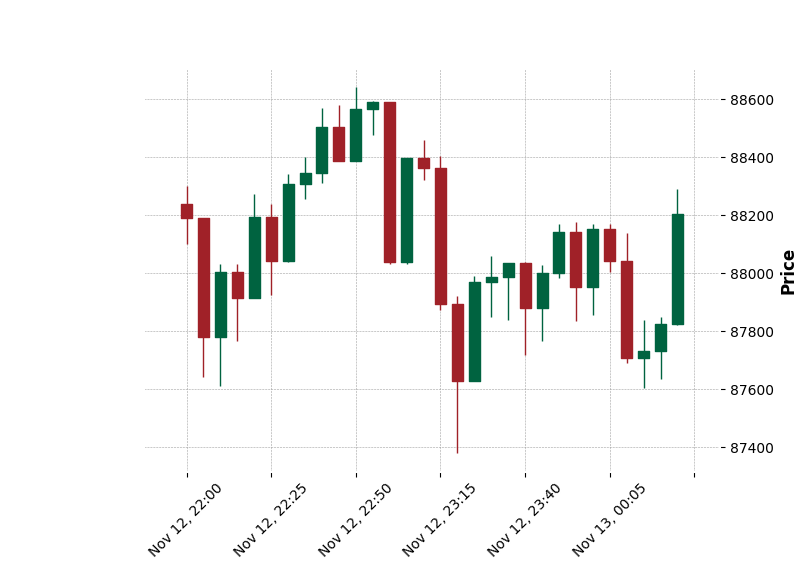 88600
88400
88200
88000
87800
87600
87400
Price
Nov 12, 22:00
Nov 12, 22:25
Nov 12, 22:50
Nov 12, 23:15
Nov 12, 23:40
Nov 13, 00:05